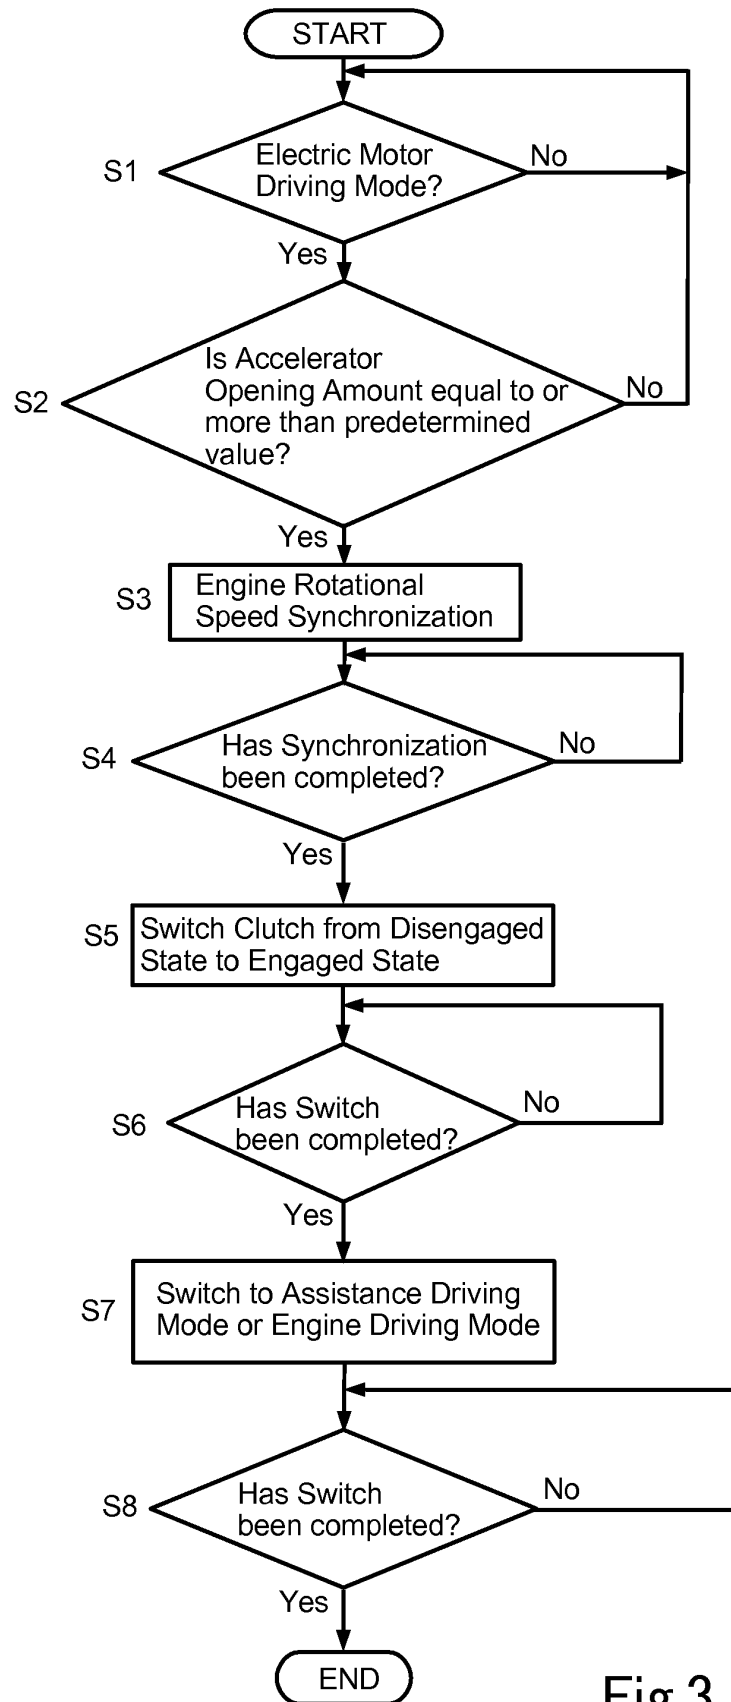 START
S1
Electric Motor
Driving Mode?
No
Yes
S2
Is Accelerator
Opening Amount equal to or
more than predetermined
value?
No
Yes
S3
Engine Rotational
Speed Synchronization
S4
Has Synchronization
been completed?
No
Yes
S5
Switch Clutch from Disengaged
State to Engaged State
S6
Has Switch
been completed?
No
Yes
S7
Switch to Assistance Driving
Mode or Engine Driving Mode
S8
Has Switch
been completed?
No
Yes
END
Fig.3